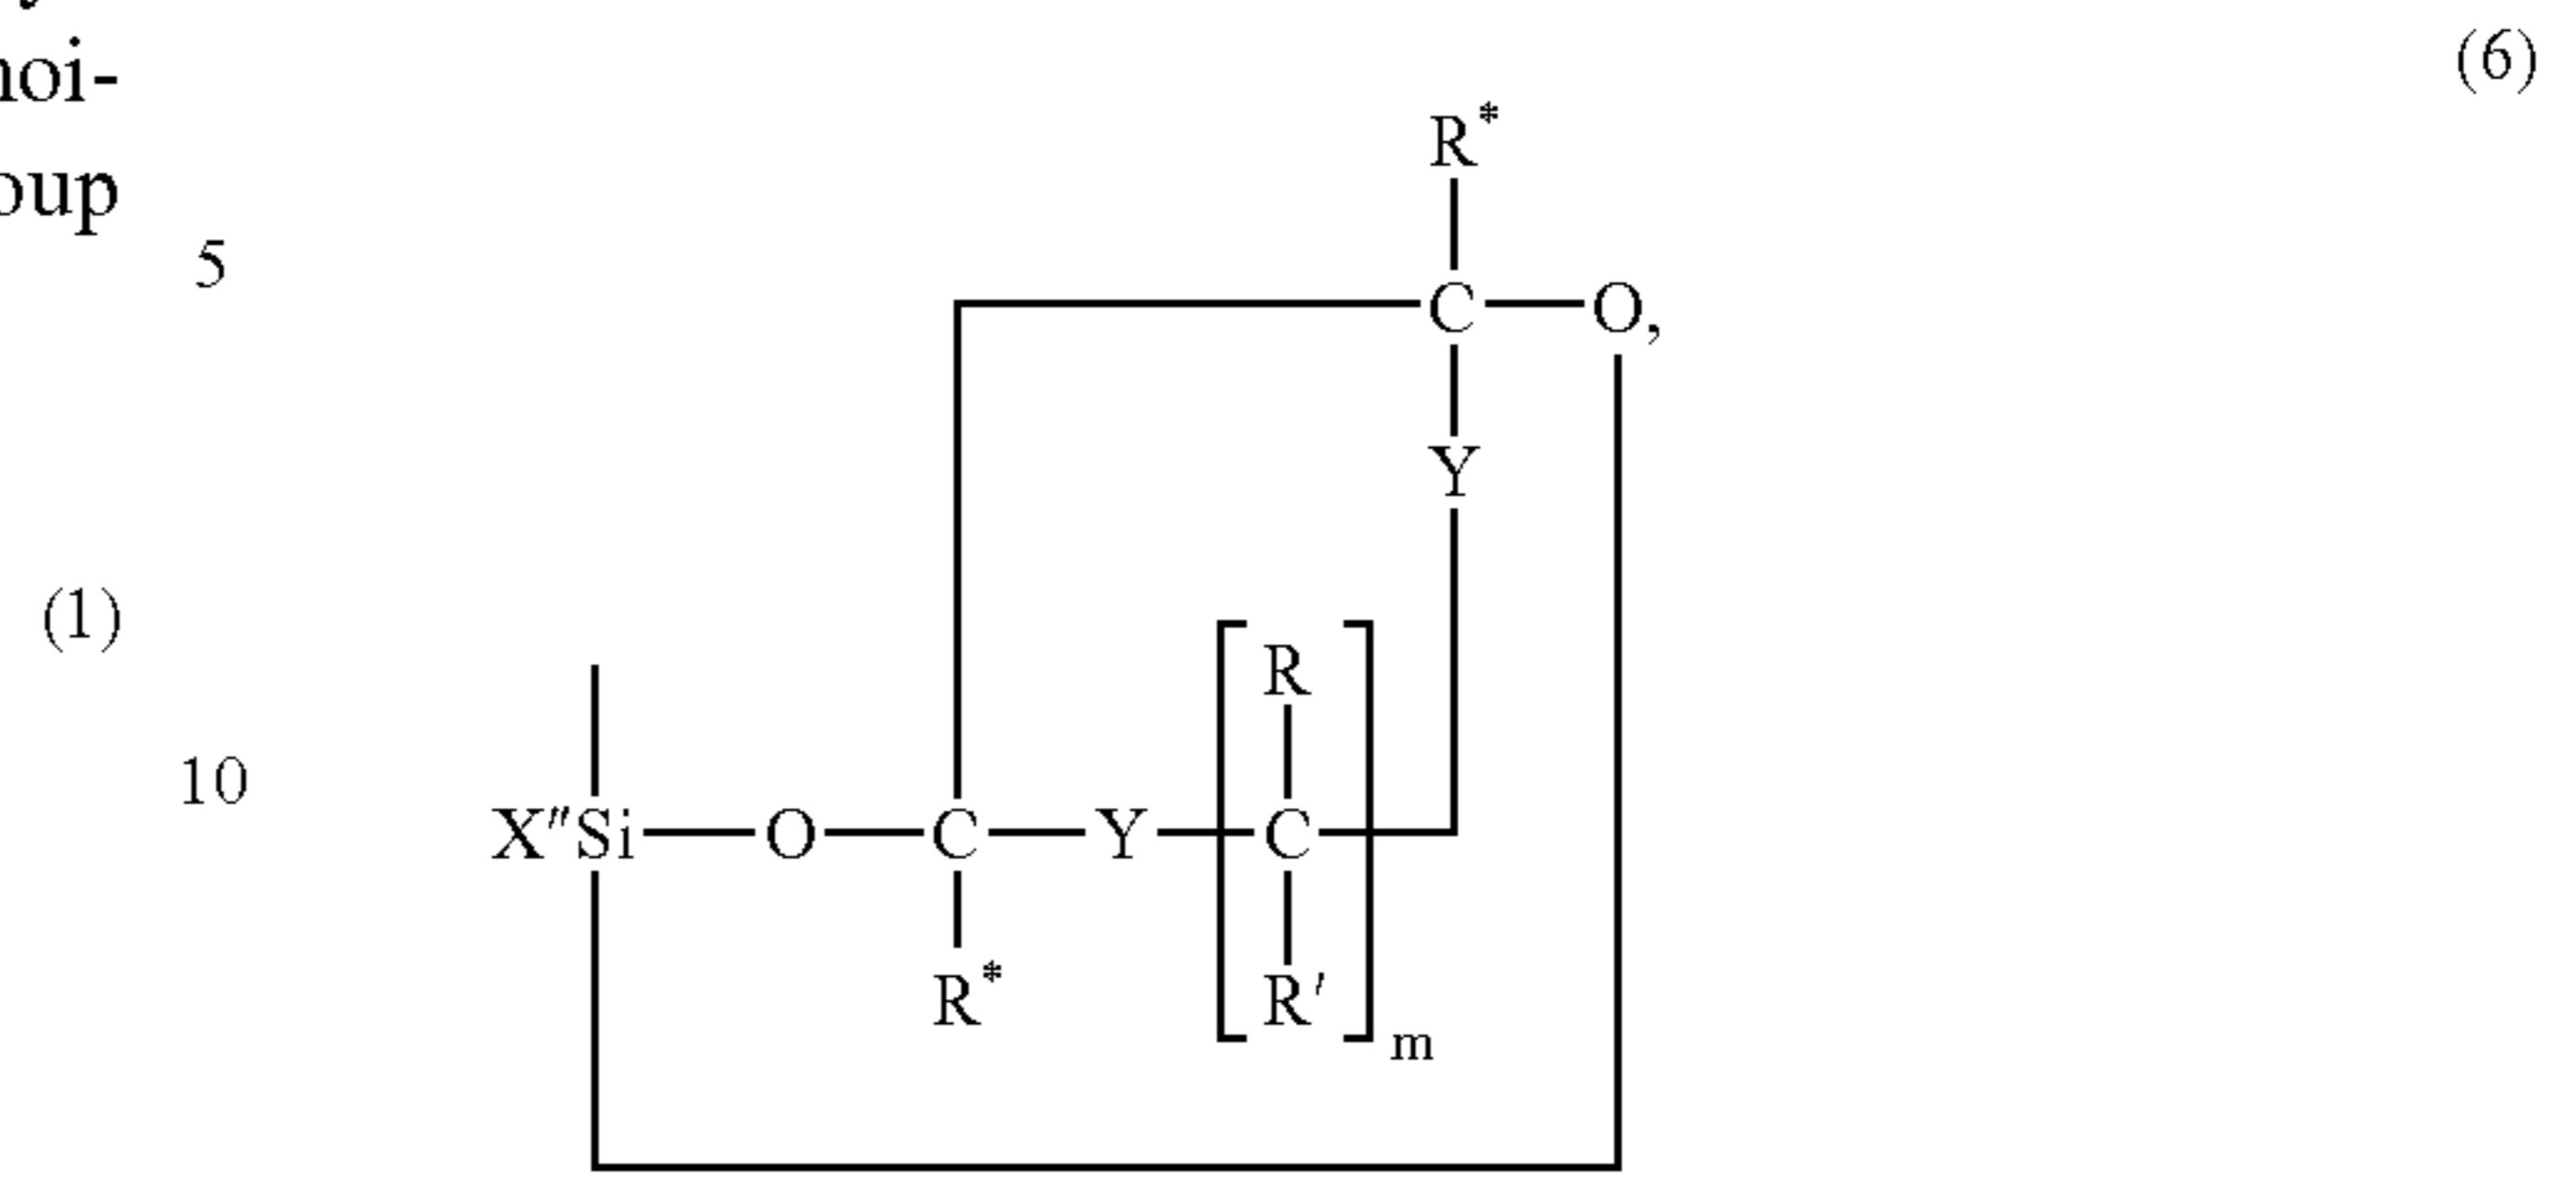 noi-
oup
(1)
5
10
(6)
R*
C O,
Y
R
X″Si O C Y C
R* R′
m